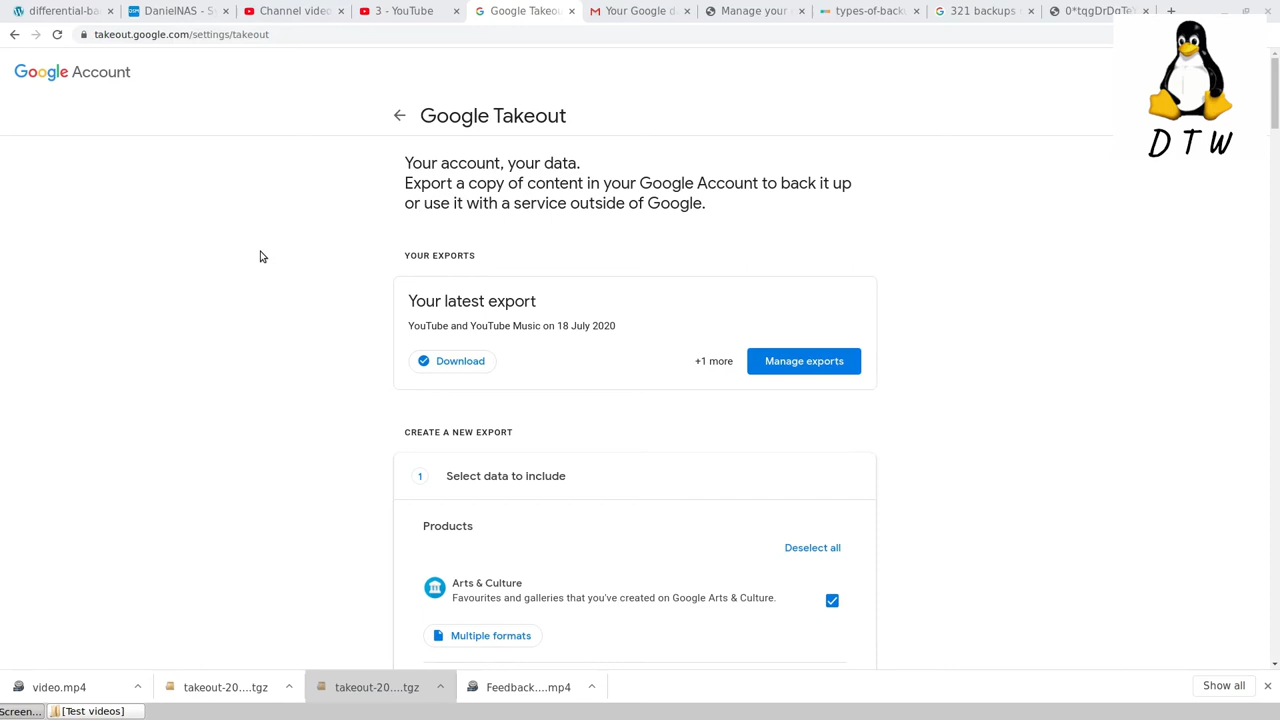 differential-ba
DanielNAS - Sy
Channel video
3 - YouTube
Google Takeou
Your Google d
Manage your
types-of-back
321 backups
0*tqgDrDgTe
takeout.google.com/settings/takeout
Google Account
D T W
Google Takeout
Your account, your data.
Export a copy of content in your Google Account to back it up
or use it with a service outside of Google.
YOUR EXPORTS
Your latest export
YouTube and YouTube Music on 18 July 2020
Download
+1 more
Manage exports
CREATE A NEW EXPORT
1 Select data to include
Products
Deselect all
Arts & Culture
Favourites and galleries that you've created on Google Arts & Culture.
Multiple formats
video.mp4
takeout-20....tgz
takeout-20....tgz
Feedback....mp4
Show all
Screen...
[Test videos]